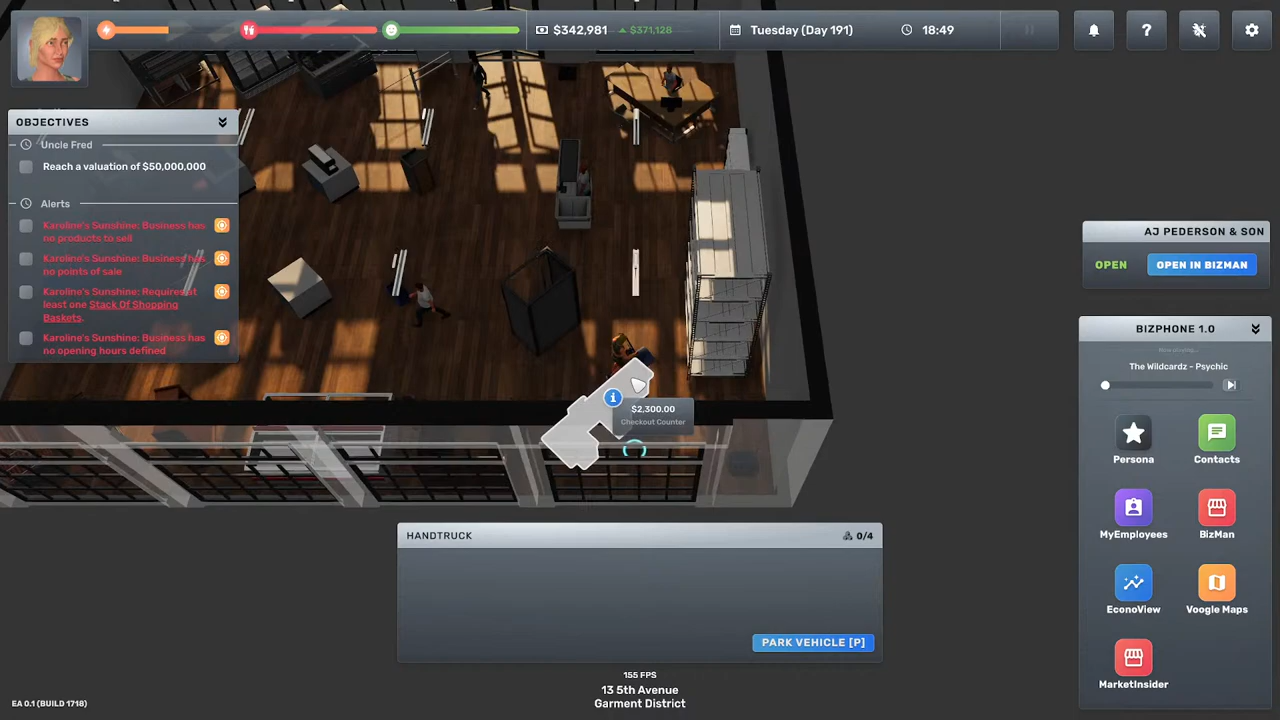 $342,981
$371,128
Tuesday (Day 191)
18:49
?
OBJECTIVES
Uncle Fred
Reach a valuation of $50,000,000
Alerts
Karoline's Sunshine: Business has
no products to sell
Karoline's Sunshine: Business has
no points of sale
Karoline's Sunshine: Requires at
least one Stack Of Shopping
Baskets.
Karoline's Sunshine: Business has
no opening hours defined
AJ PEDERSON & SON
OPEN
OPEN IN BIZMAN
BIZPHONE 1.0
Now playing...
The Wildcardz - Psychic
Persona
Contacts
MyEmployees
BizMan
EconoView
Voogle Maps
MarketInsider
$2,300.00
Checkout Counter
HANDTRUCK
0/4
PARK VEHICLE [P]
155 FPS
13 5th Avenue
Garment District
EA 0.1 (BUILD 1718)